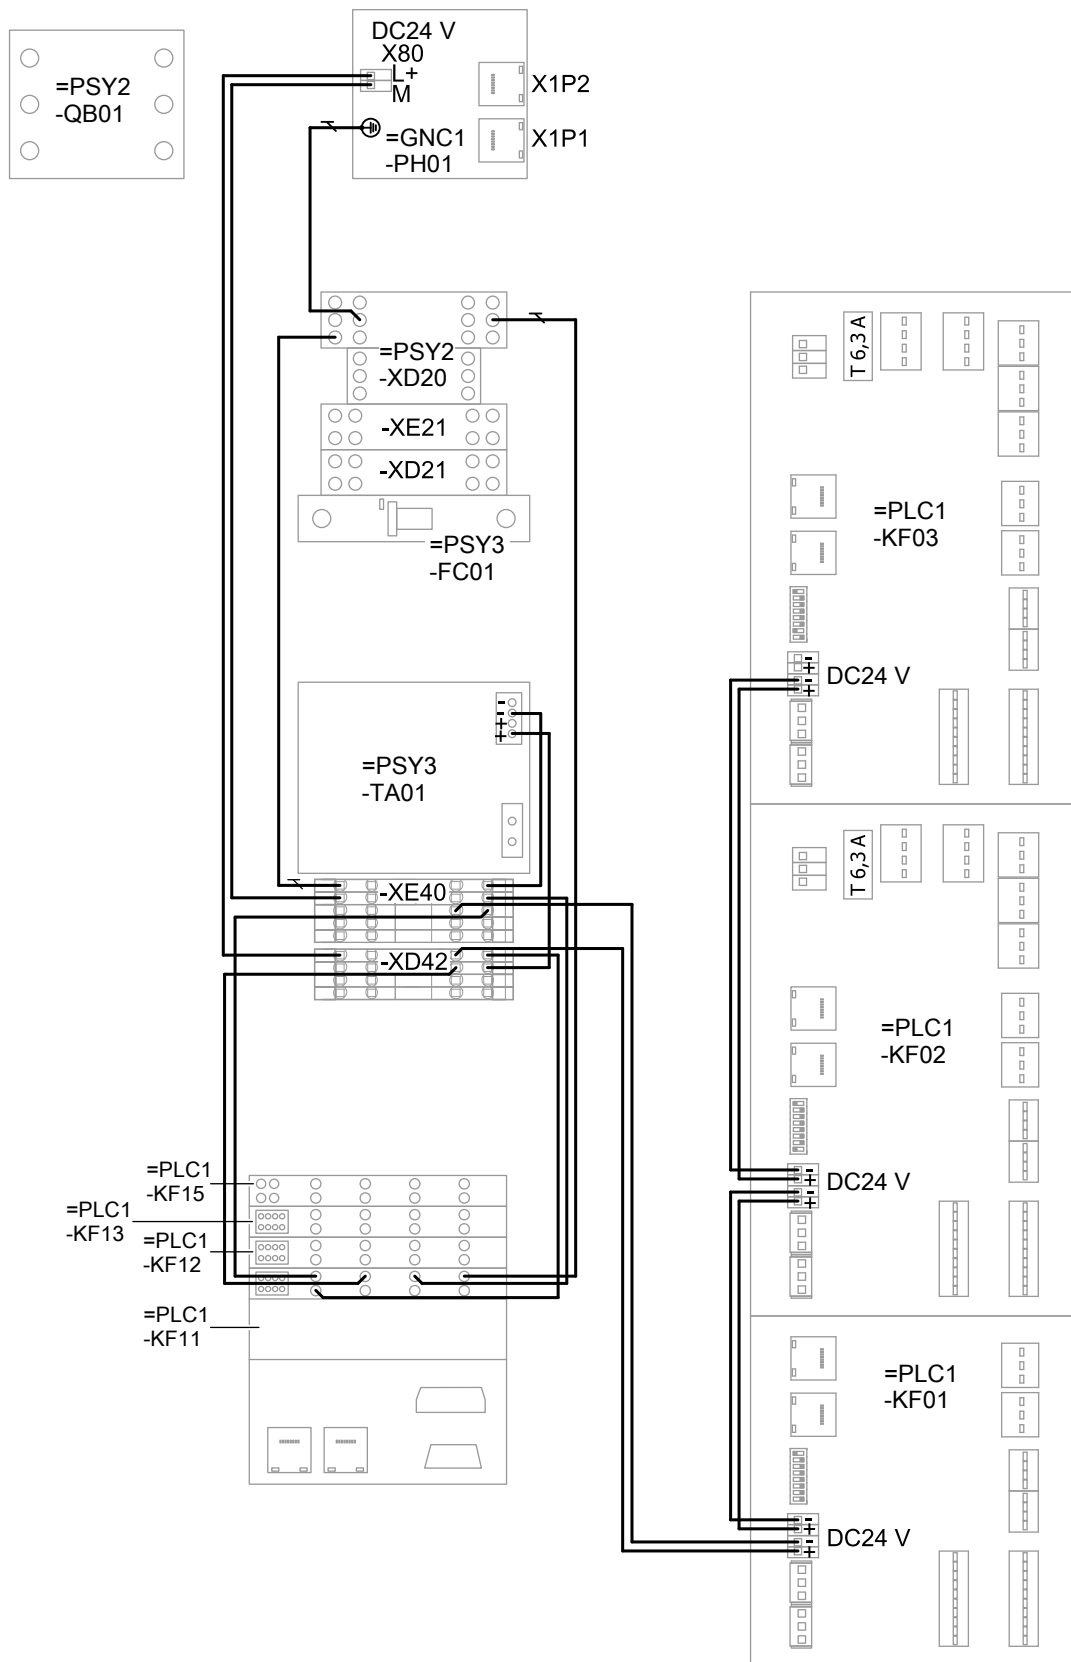 =PSY2
-QB01
DC24 V
X80
L+
M
X1P2
=GNC1
-PH01
X1P1
=PSY2
-XD20
-XE21
-XD21
=PSY3
-FC01
T 6,3 A
=PLC1
-KF03
-
+
-
+
DC24 V
=PSY3
-TA01
-
-
+
+
-XE40
-XD42
T 6,3 A
=PLC1
-KF02
-
+
-
+
DC24 V
=PLC1
-KF15
=PLC1
-KF13
=PLC1
-KF12
=PLC1
-KF11
=PLC1
-KF01
-
+
-
+
DC24 V